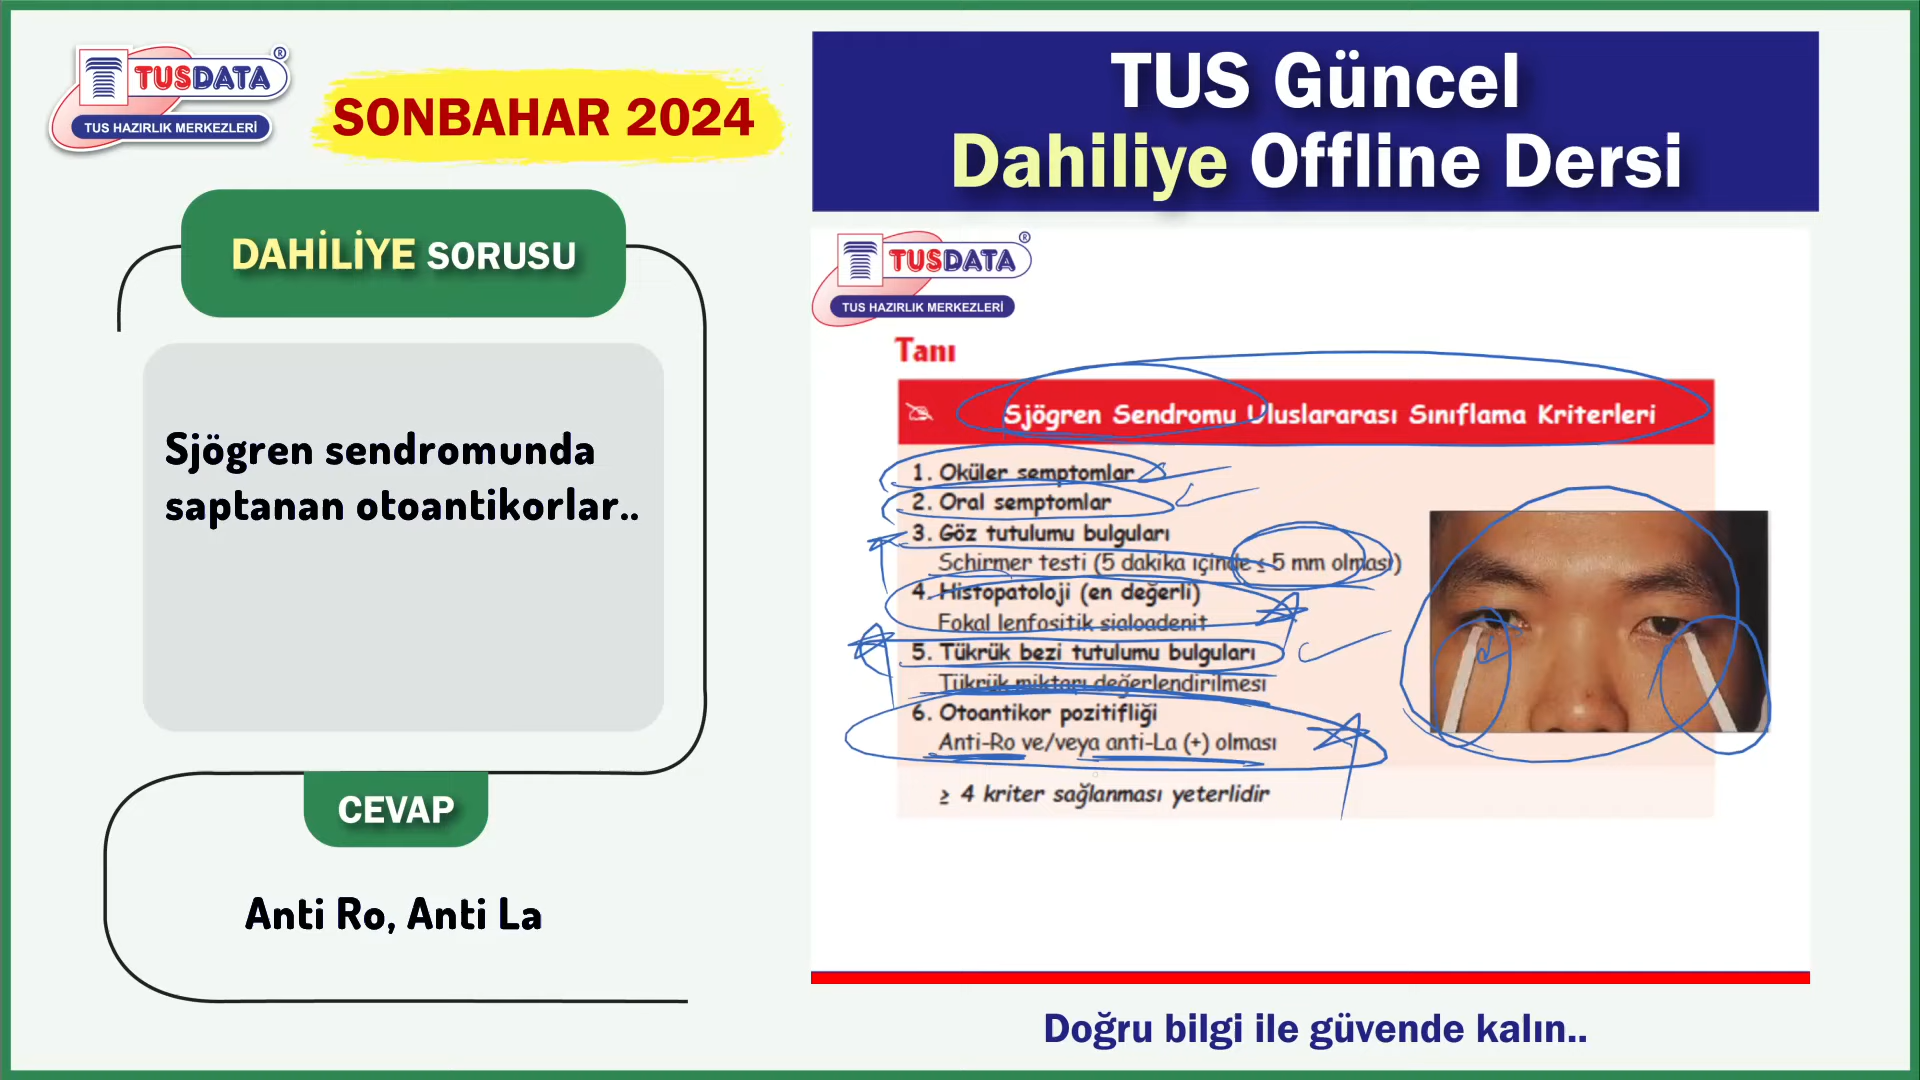 TUSDATA®
TUS HAZIRLIK MERKEZLERİ
SONBAHAR 2024
TUS Güncel
Dahiliye Offline Dersi
DAHİLİYE SORUSU
Sjögren sendromunda
saptanan otoantikorlar..
CEVAP
Anti Ro, Anti La
TUSDATA®
TUS HAZIRLIK MERKEZLERİ
Tanı
Sjögren Sendromu Uluslararası Sınıflama Kriterleri
1. Oküler semptomlar
2. Oral semptomlar
3. Göz tutulumu bulguları
Schirmer testi (5 dakika içinde ≤ 5 mm olması)
4. Histopatoloji (en değerli)
Fokal lenfositik sialoadenit
5. Tükrük bezi tutulumu bulguları
Tükrük miktarı değerlendirilmesi
6. Otoantikor pozitifliği
Anti-Ro ve/veya anti-La (+) olması
≥ 4 kriter sağlanması yeterlidir
Doğru bilgi ile güvende kalın..